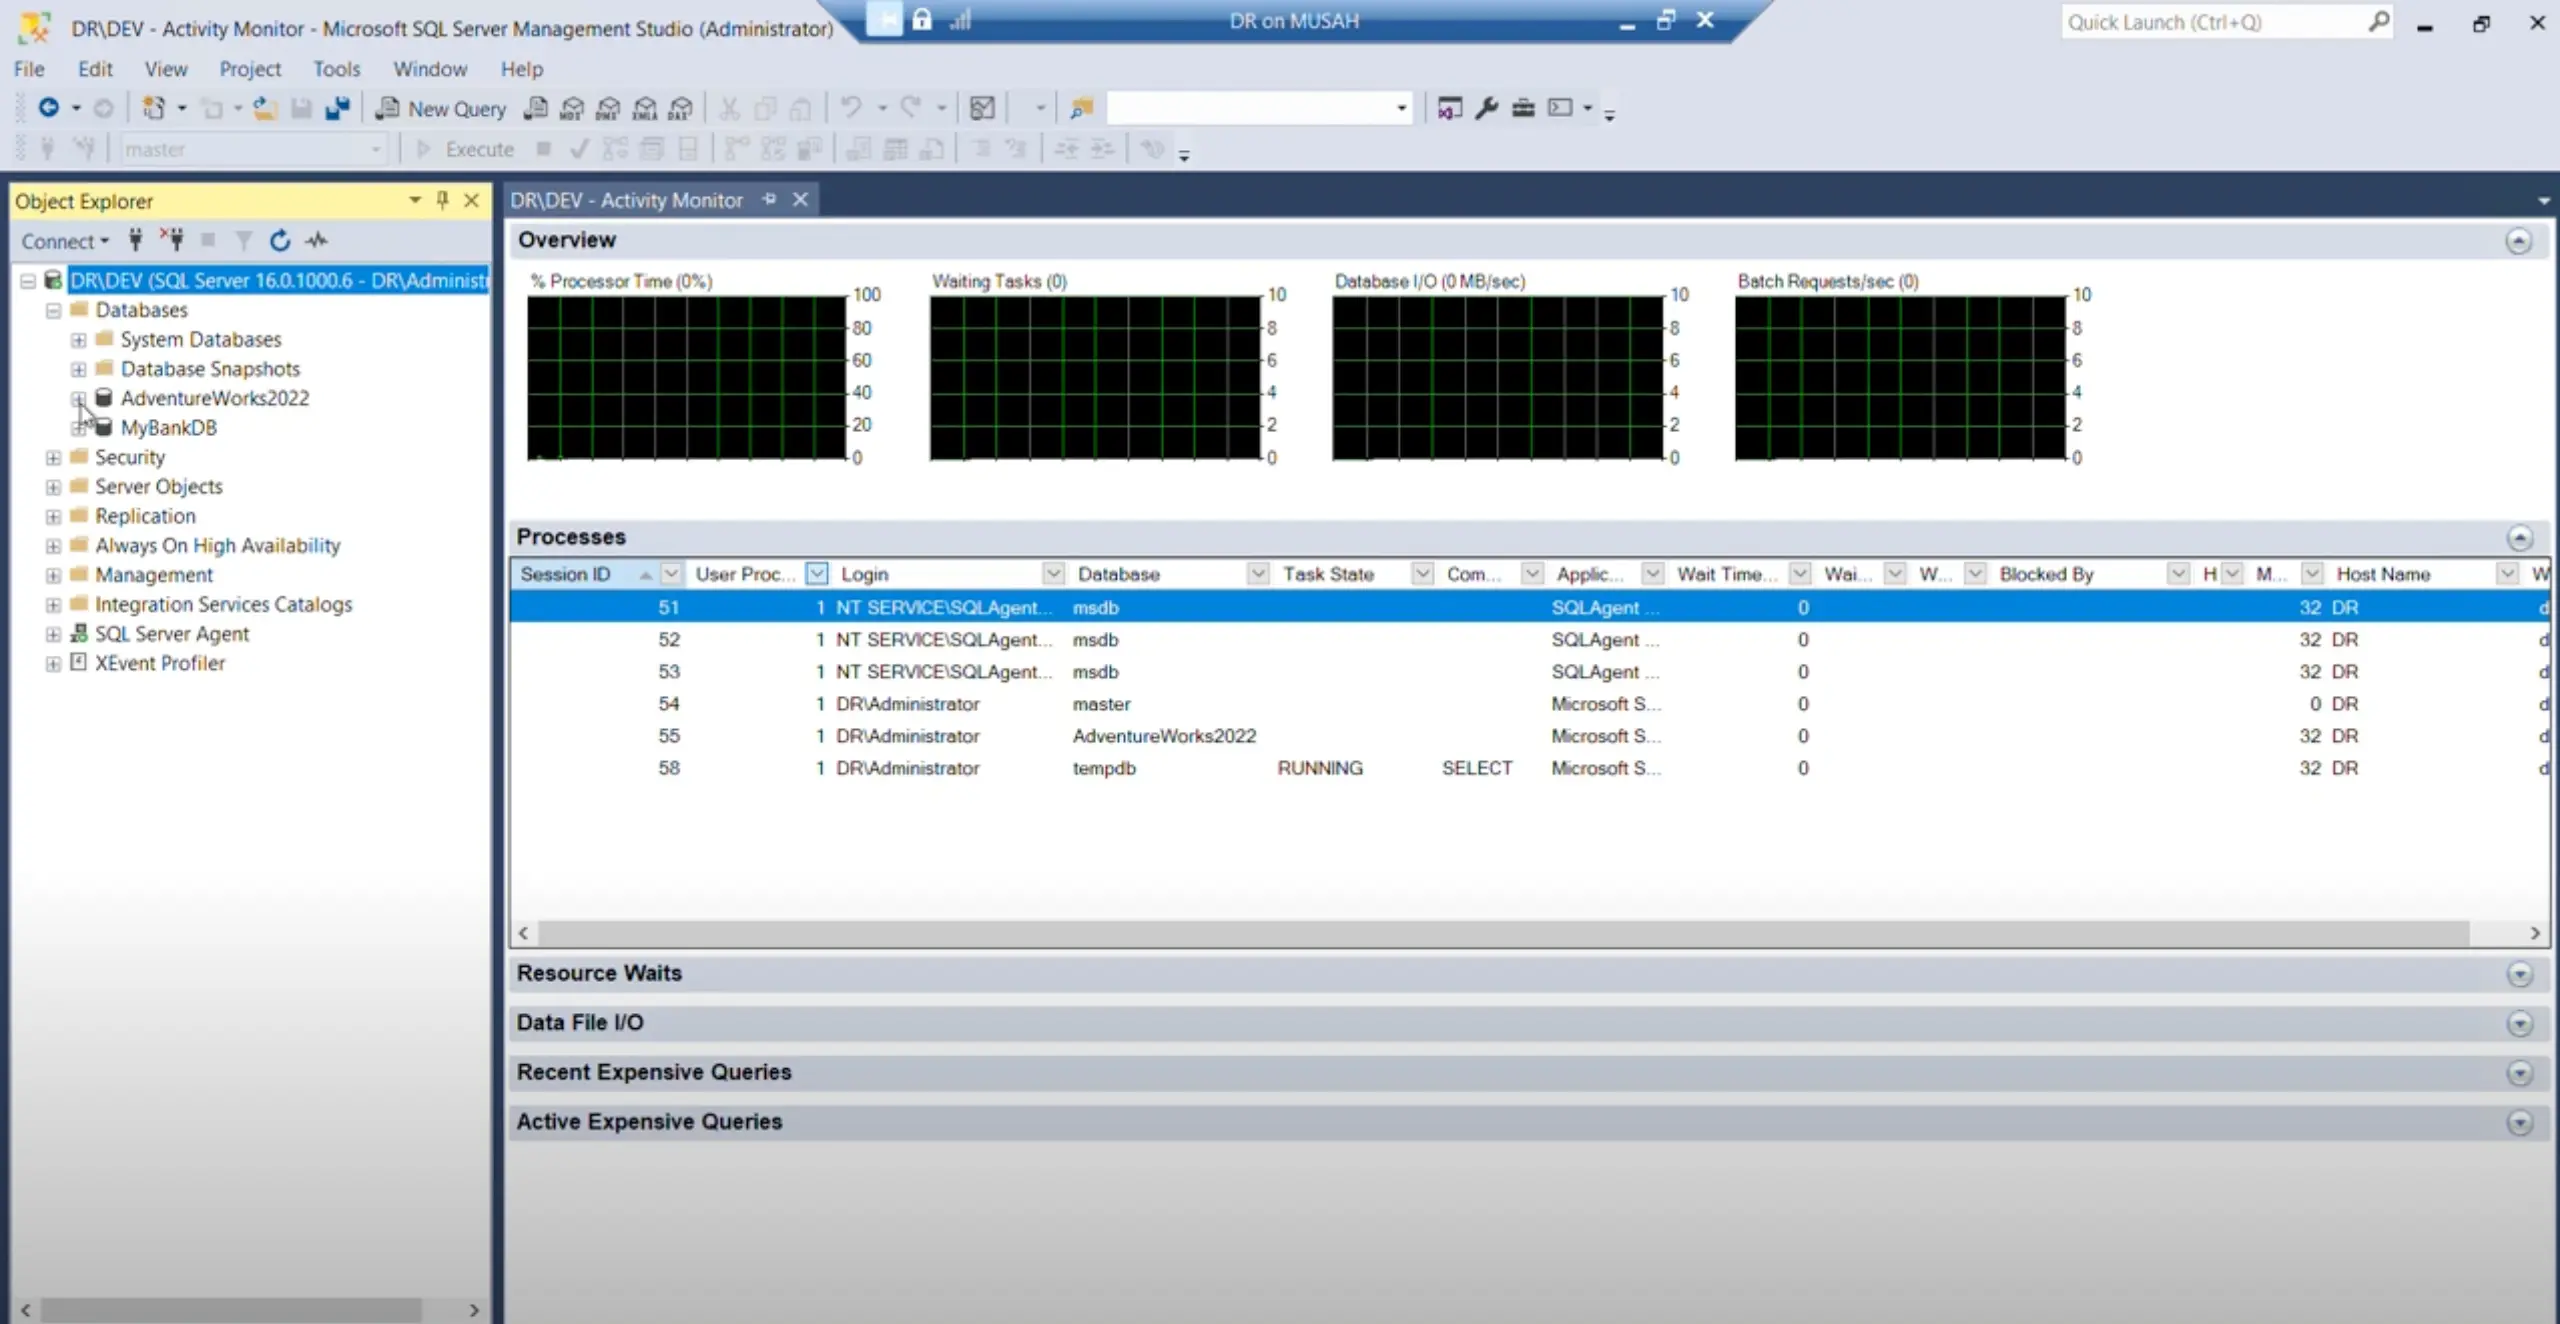 DR\DEV - Activity Monitor - Microsoft SQL Server Management Studio (Administrator)
DR on MUSAH
Quick Launch (Ctrl+Q)
File Edit View Project Tools Window Help
New Query MDX DMX XMLA DAX
master Execute
Object Explorer
Connect
DR\DEV (SQL Server 16.0.1000.6 - DR\Administr
Databases
System Databases
Database Snapshots
AdventureWorks2022
MyBankDB
Security
Server Objects
Replication
Always On High Availability
Management
Integration Services Catalogs
SQL Server Agent
XEvent Profiler
DR\DEV - Activity Monitor
Overview
% Processor Time (0%)
100
80
60
40
20
0
Waiting Tasks (0)
10
8
6
4
2
0
Database I/O (0 MB/sec)
10
8
6
4
2
0
Batch Requests/sec (0)
10
8
6
4
2
0
Processes
Session ID User Proc... Login Database Task State Com... Applic... Wait Time... Wai... W... Blocked By H M... Host Name W
51 1 NT SERVICE\SQLAgent... msdb SQLAgent ... 0 32 DR d
52 1 NT SERVICE\SQLAgent... msdb SQLAgent ... 0 32 DR d
53 1 NT SERVICE\SQLAgent... msdb SQLAgent ... 0 32 DR d
54 1 DR\Administrator master Microsoft S... 0 0 DR d
55 1 DR\Administrator AdventureWorks2022 Microsoft S... 0 32 DR d
58 1 DR\Administrator tempdb RUNNING SELECT Microsoft S... 0 32 DR d
Resource Waits
Data File I/O
Recent Expensive Queries
Active Expensive Queries